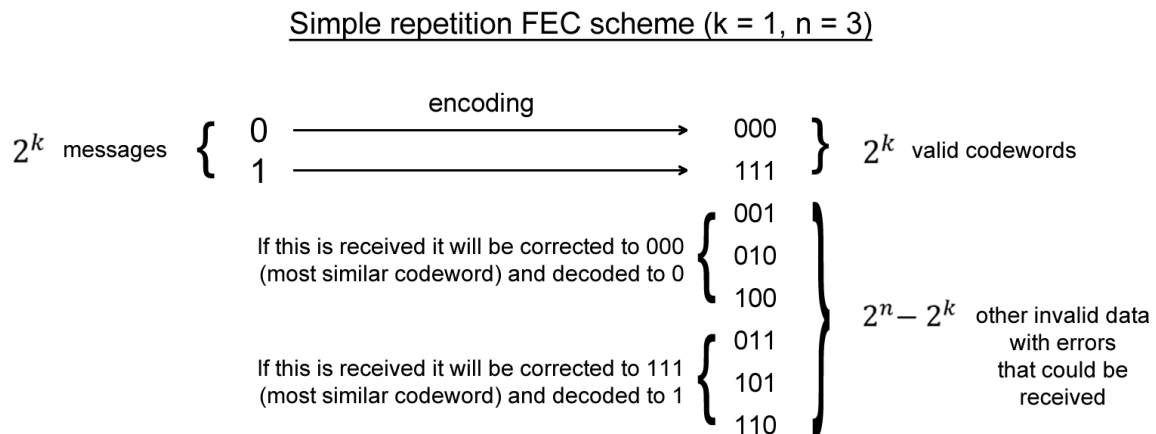 Simple repetition FEC scheme (k = 1, n = 3)
encoding
2^k messages { 0 000 } 2^k valid codewords
1 111
001
If this is received it will be corrected to 000
(most similar codeword) and decoded to 0
010
100
2^n – 2^k other invalid data
with errors
that could be
received
011
If this is received it will be corrected to 111
(most similar codeword) and decoded to 1
101
110